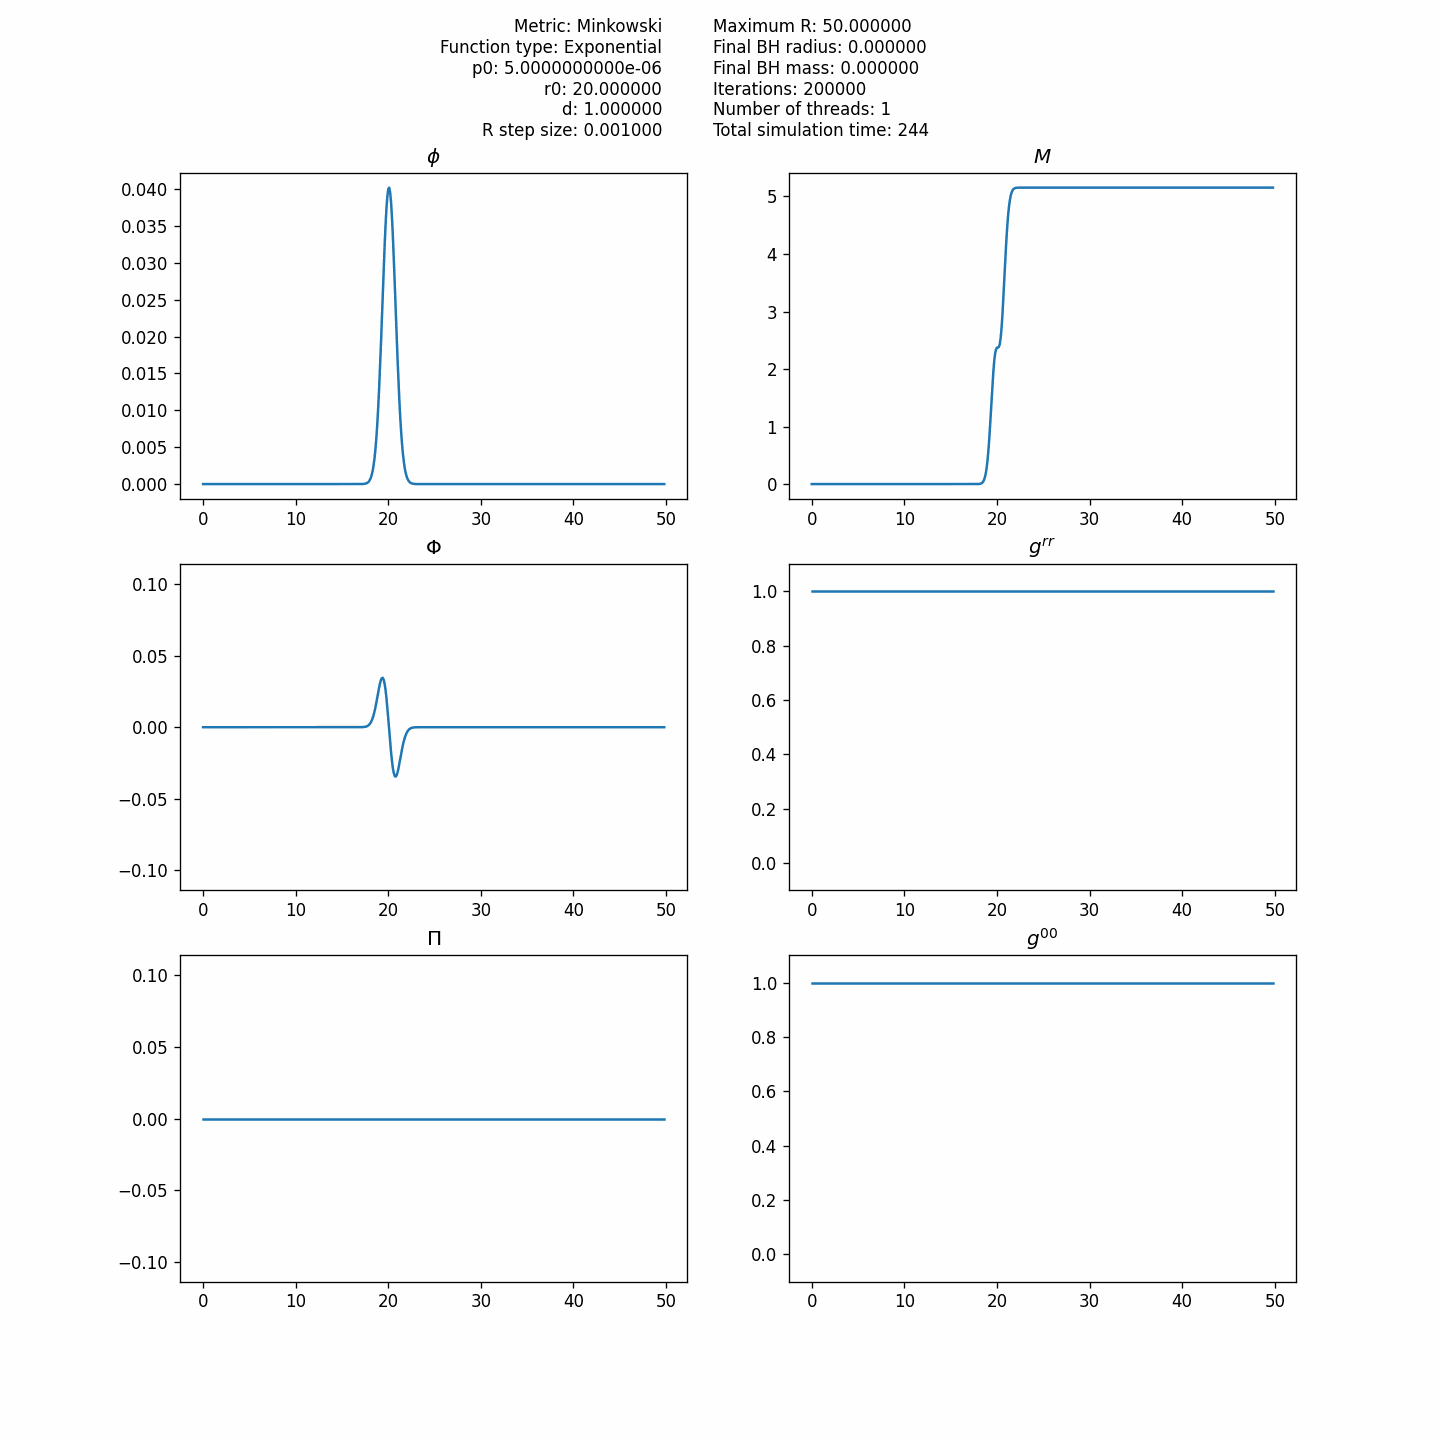 Metric: Minkowski
Function type: Exponential
p0: 5.0000000000e-06
r0: 20.000000
d: 1.000000
R step size: 0.001000
Maximum R: 50.000000
Final BH radius: 0.000000
Final BH mass: 0.000000
Iterations: 200000
Number of threads: 1
Total simulation time: 244
ϕ
0.040
0.035
0.030
0.025
0.020
0.015
0.010
0.005
0.000
0 10 20 30 40 50
M
5
4
3
2
1
0
0 10 20 30 40 50
Φ
0.10
0.05
0.00
−0.05
−0.10
0 10 20 30 40 50
g^{rr}
1.0
0.8
0.6
0.4
0.2
0.0
0 10 20 30 40 50
Π
0.10
0.05
0.00
−0.05
−0.10
0 10 20 30 40 50
g^{00}
1.0
0.8
0.6
0.4
0.2
0.0
0 10 20 30 40 50